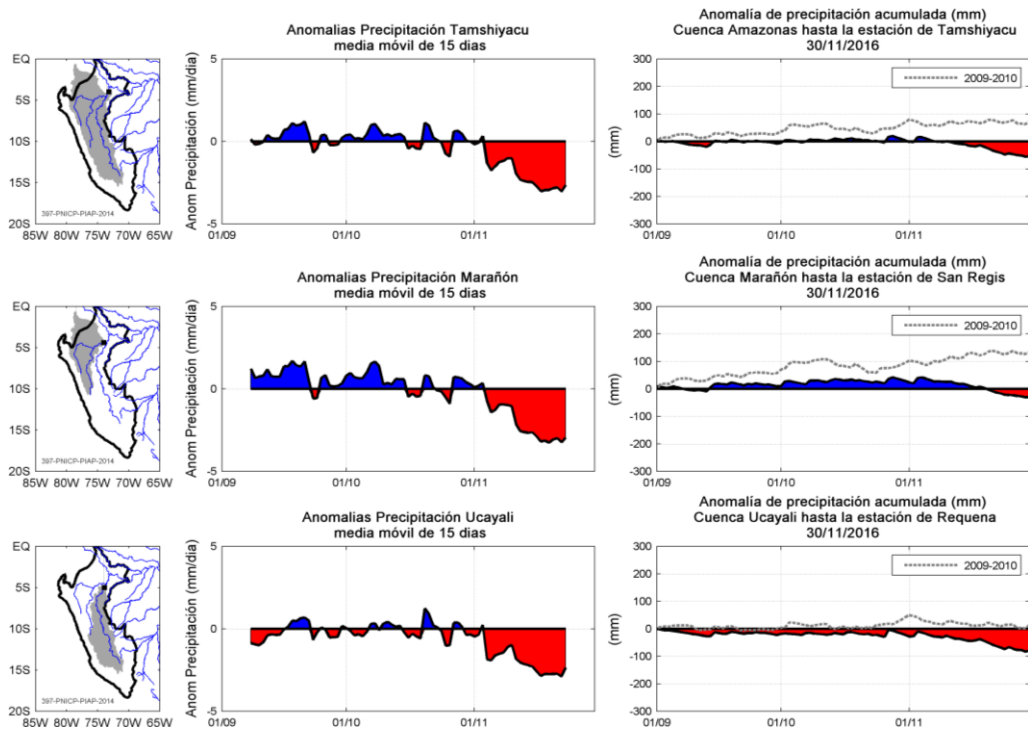 Anomalias Precipitación Tamshiyacu
media móvil de 15 dias
Anomalía de precipitación acumulada (mm)
Cuenca Amazonas hasta la estación de Tamshiyacu
30/11/2016
EQ
5S
10S
15S
20S
85W 80W 75W 70W 65W
397-PNICP-PIAP-2014
Anom Precipitación (mm/dia)
5
0
-5
01/09 01/10 01/11
(mm)
300
200
100
0
-100
-200
-300
01/09 01/10 01/11
2009-2010
Anomalias Precipitación Marañón
media móvil de 15 dias
Anomalía de precipitación acumulada (mm)
Cuenca Marañón hasta la estación de San Regis
30/11/2016
EQ
5S
10S
15S
20S
85W 80W 75W 70W 65W
397-PNICP-PIAP-2014
Anom Precipitación (mm/dia)
5
0
-5
01/09 01/10 01/11
(mm)
300
200
100
0
-100
-200
-300
01/09 01/10 01/11
2009-2010
Anomalias Precipitación Ucayali
media móvil de 15 dias
Anomalía de precipitación acumulada (mm)
Cuenca Ucayali hasta la estación de Requena
30/11/2016
EQ
5S
10S
15S
20S
85W 80W 75W 70W 65W
397-PNICP-PIAP-2014
Anom Precipitación (mm/dia)
5
0
-5
01/09 01/10 01/11
(mm)
300
200
100
0
-100
-200
-300
01/09 01/10 01/11
2009-2010